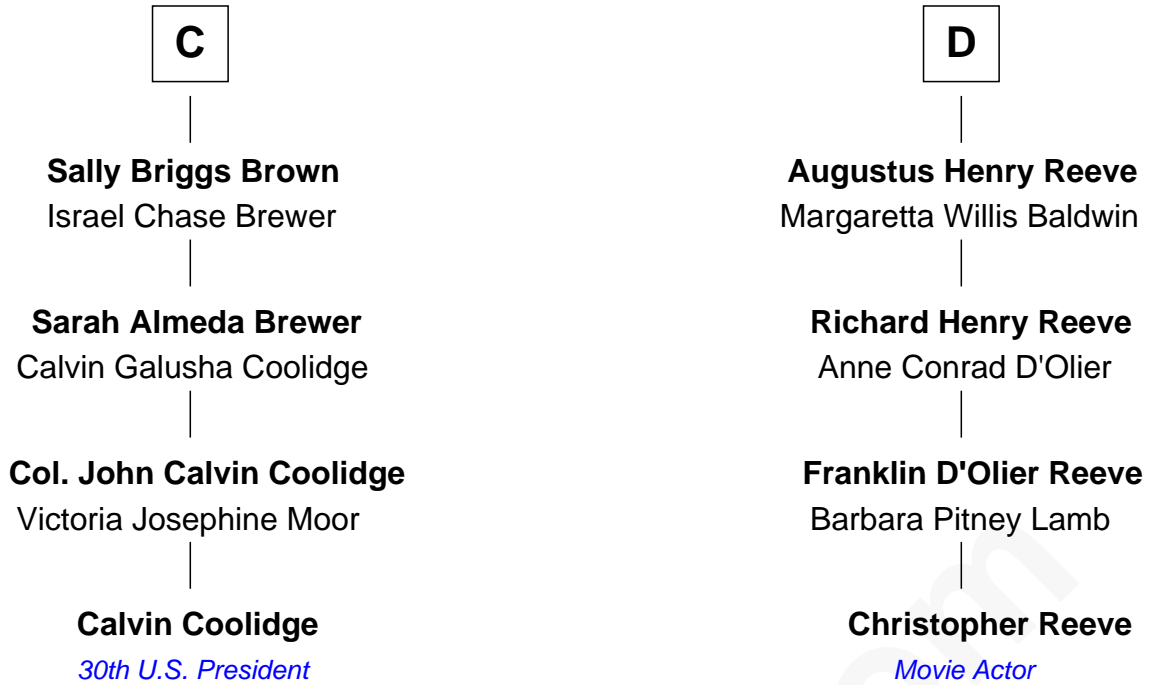 C
Sally Briggs Brown
Israel Chase Brewer
Sarah Almeda Brewer
Calvin Galusha Coolidge
Col. John Calvin Coolidge
Victoria Josephine Moor
Calvin Coolidge
30th U.S. President
D
Augustus Henry Reeve
Margaretta Willis Baldwin
Richard Henry Reeve
Anne Conrad D'Olier
Franklin D'Olier Reeve
Barbara Pitney Lamb
Christopher Reeve
Movie Actor